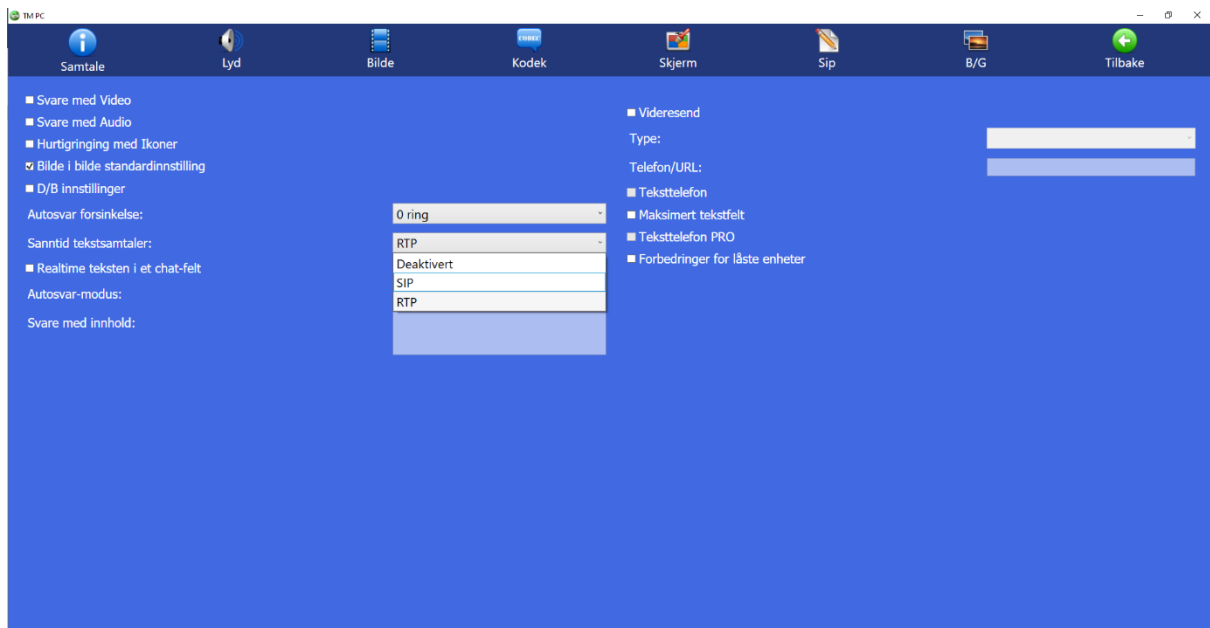 TM PC
Samtale
Lyd
Bilde
CODEC
Kodek
Skjerm
Sip
B/G
Tilbake
Svare med Video
Svare med Audio
Hurtigringing med Ikoner
Bilde i bilde standardinnstilling
D/B innstillinger
Autosvar forsinkelse: 0 ring
Sanntid tekstsamtaler: RTP
Deaktivert
SIP
RTP
Realtime teksten i et chat-felt
Autosvar-modus:
Svare med innhold:
Videresend
Type:
Telefon/URL:
Teksttelefon
Maksimert tekstfelt
Teksttelefon PRO
Forbedringer for låste enheter